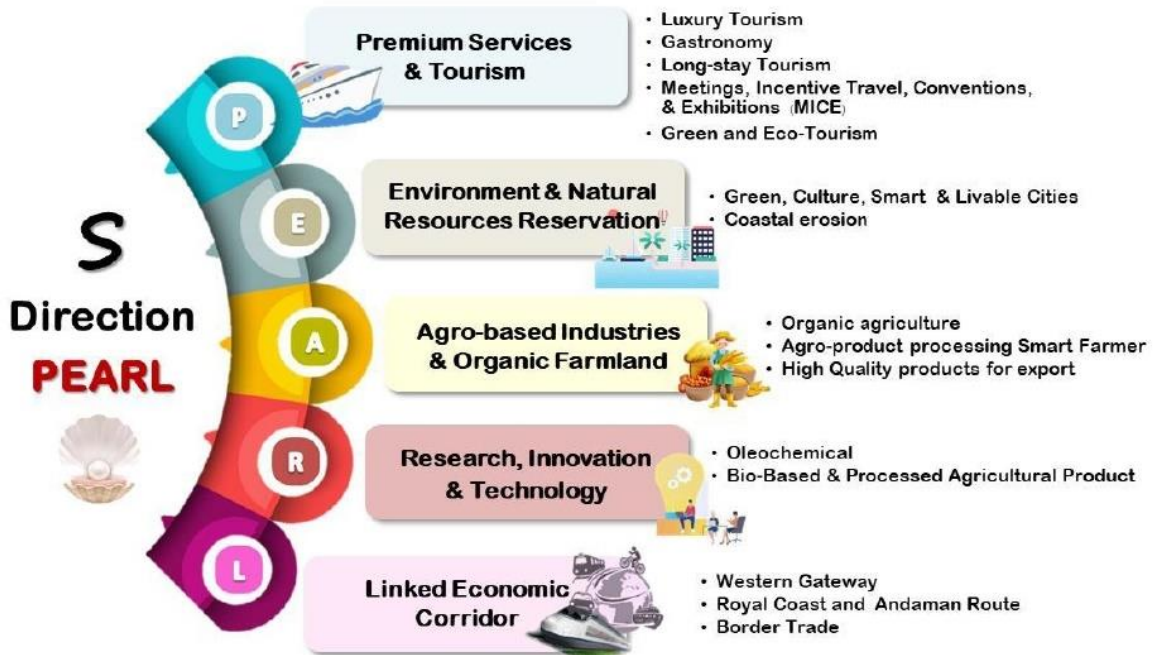 S
Direction
PEARL
P
Premium Services
& Tourism
• Luxury Tourism
• Gastronomy
• Long-stay Tourism
• Meetings, Incentive Travel, Conventions,
& Exhibitions (MICE)
• Green and Eco-Tourism
E
Environment & Natural
Resources Reservation
• Green, Culture, Smart & Livable Cities
• Coastal erosion
A
Agro-based Industries
& Organic Farmland
• Organic agriculture
• Agro-product processing Smart Farmer
• High Quality products for export
R
Research, Innovation
& Technology
• Oleochemical
• Bio-Based & Processed Agricultural Product
L
Linked Economic
Corridor
• Western Gateway
• Royal Coast and Andaman Route
• Border Trade